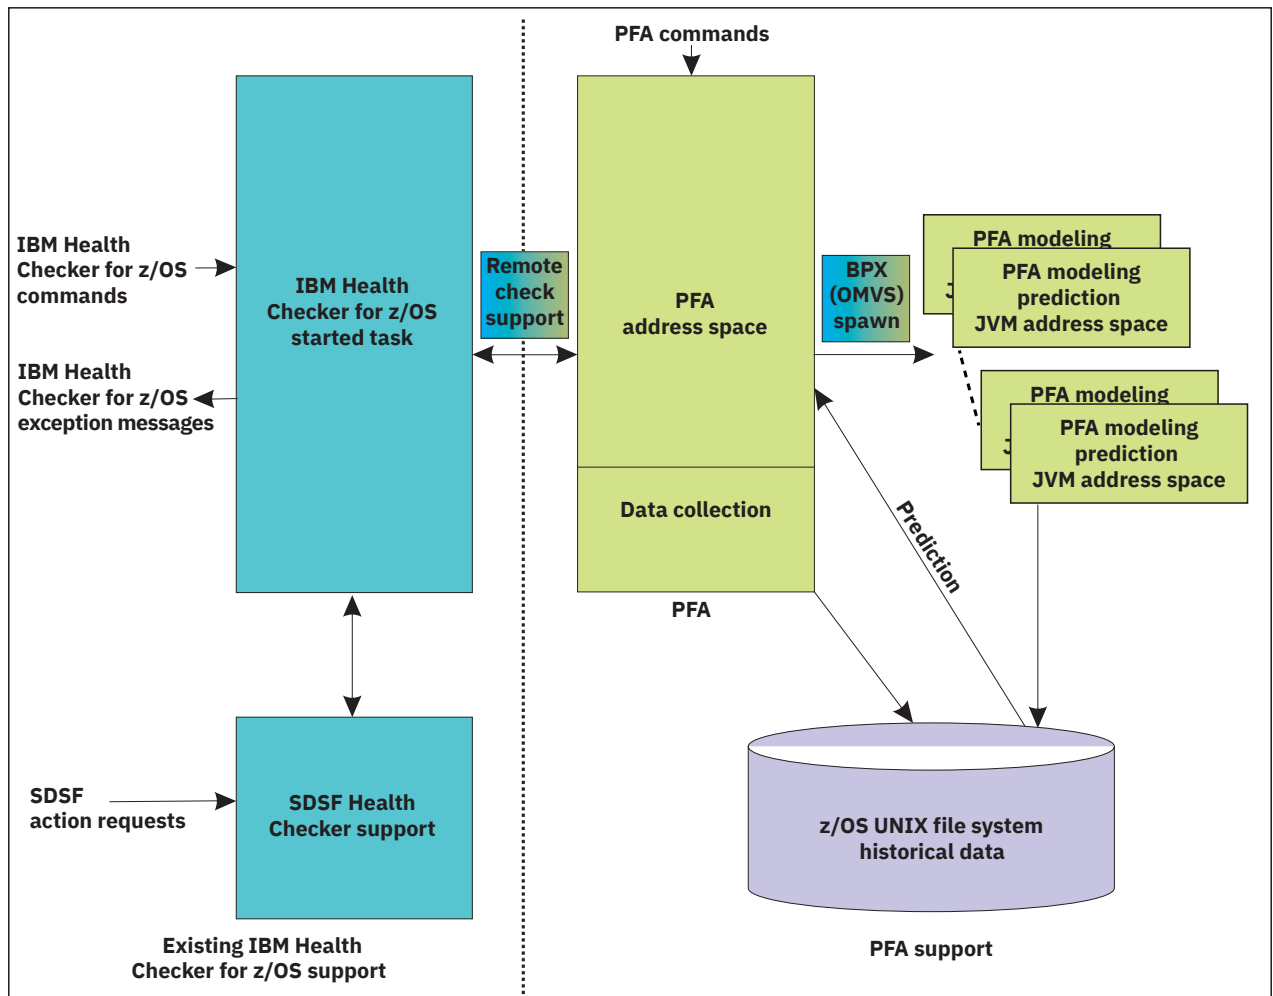 PFA commands
IBM Health
Checker for z/OS
commands
IBM Health
Checker for z/OS
exception messages
IBM Health
Checker for z/OS
started task
Remote
check
support
PFA
address space
Data collection
PFA
BPX
(OMVS)
spawn
PFA modeling
J
PFA modeling
prediction
JVM address space
PFA modeling
J
PFA modeling
prediction
JVM address space
Prediction
SDSF
action requests
SDSF Health
Checker support
z/OS UNIX file system
historical data
Existing IBM Health
Checker for z/OS support
PFA support